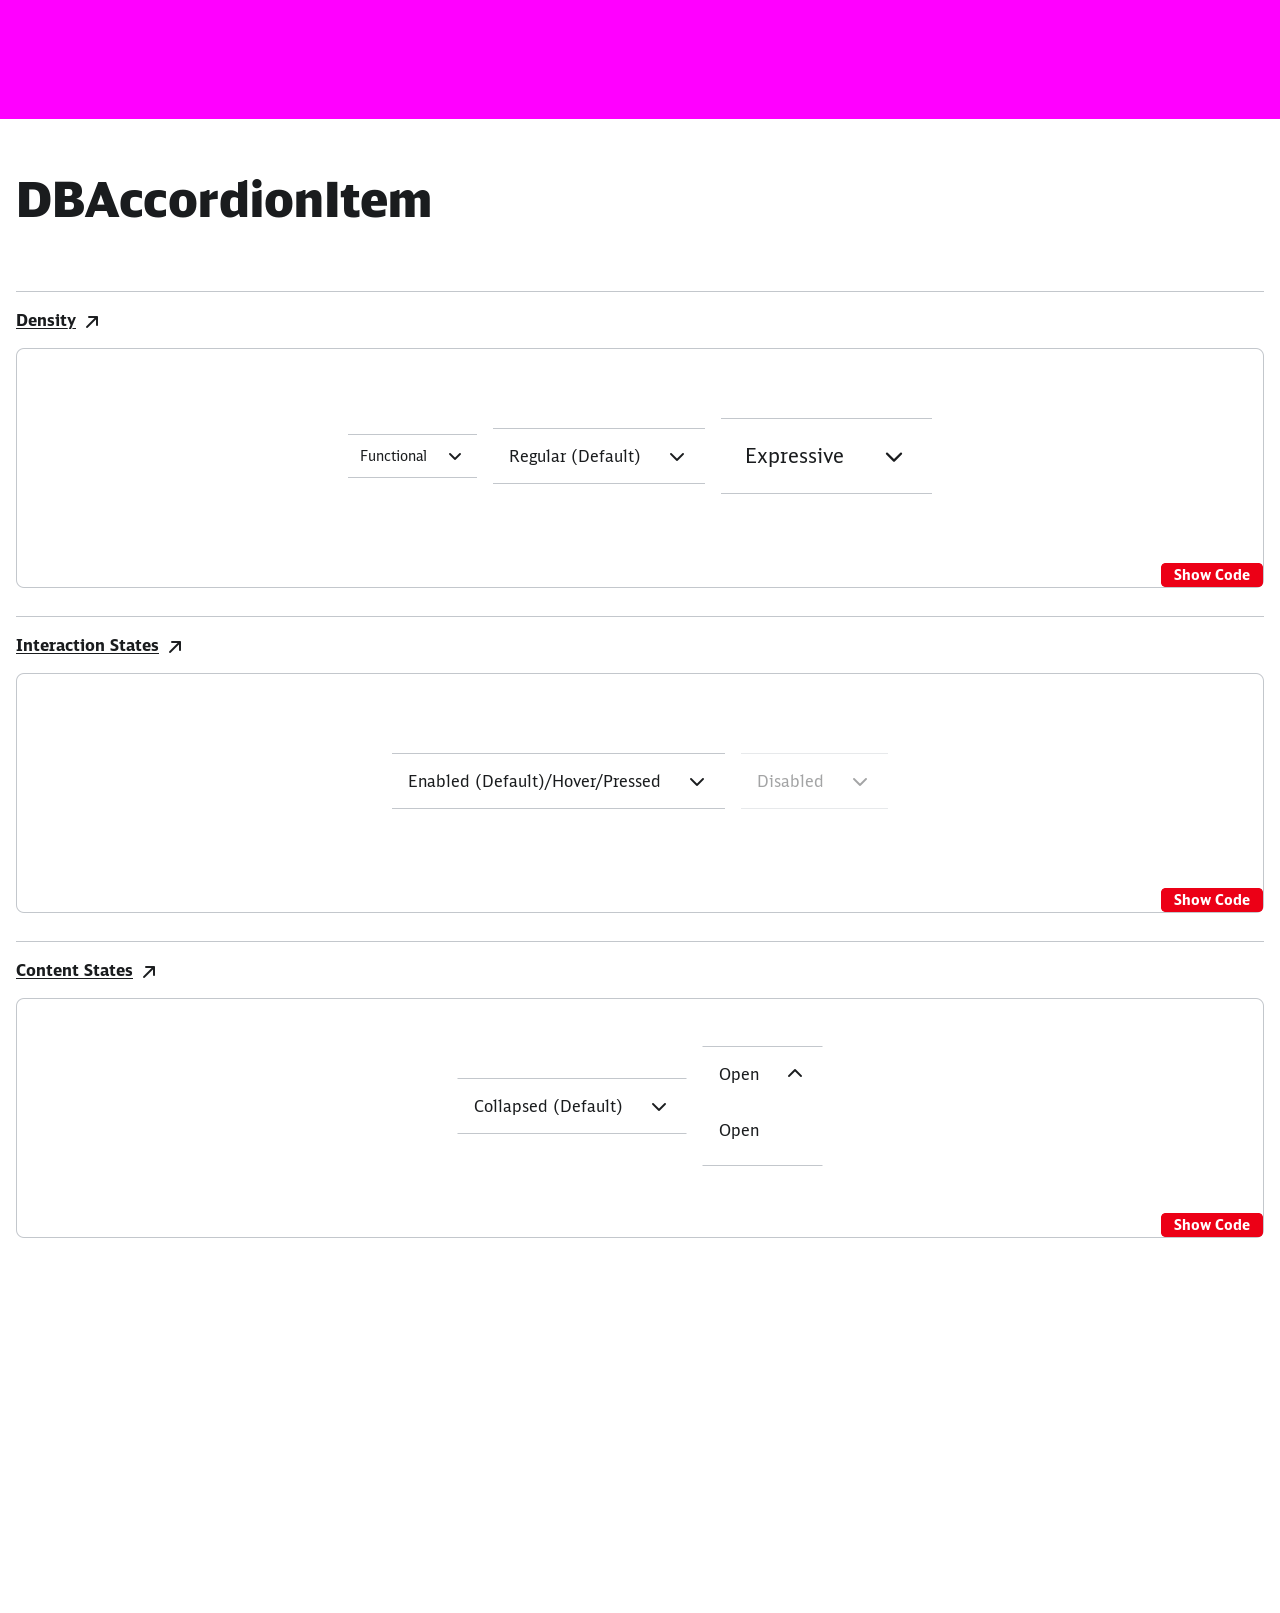 DBAccordionItem
Density
Functional
Regular (Default)
Expressive
Show Code
Interaction States
Enabled (Default)/Hover/Pressed
Disabled
Show Code
Content States
Collapsed (Default)
Open
Open
Show Code